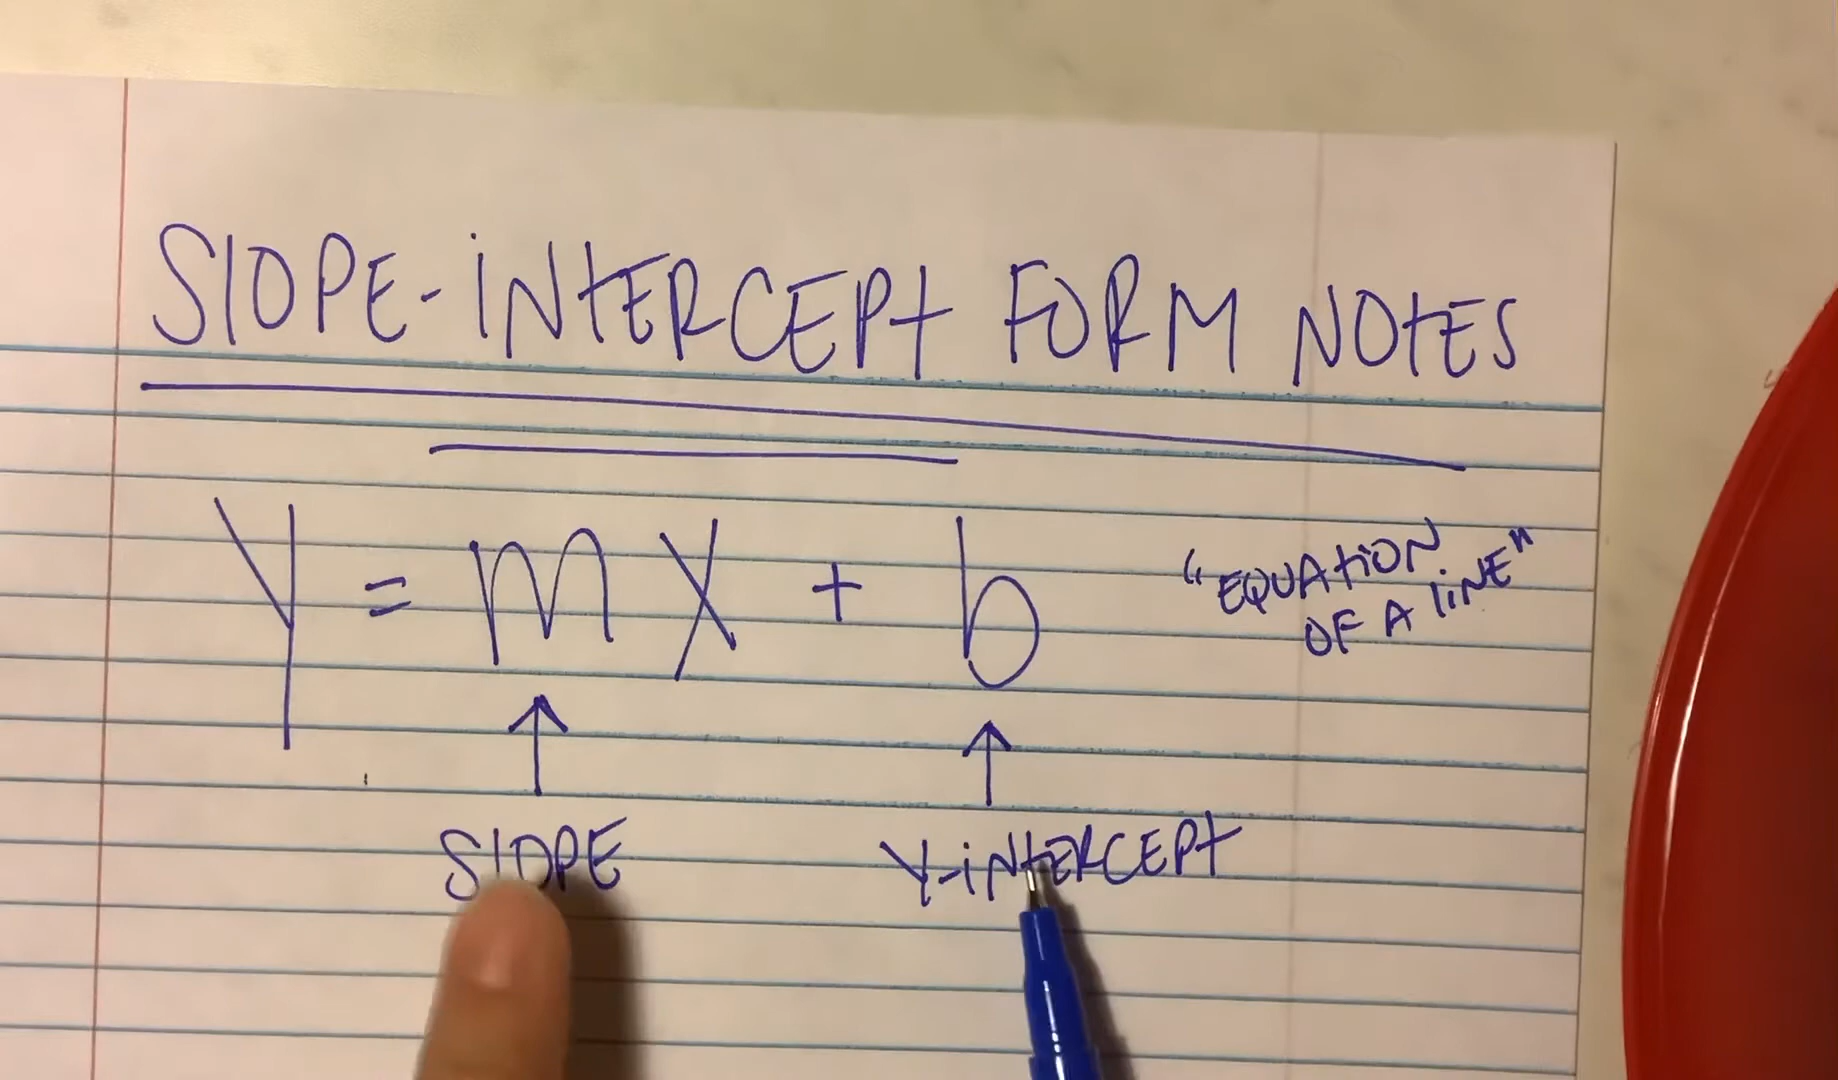 SlOPE-iNtERCEPt FORM NOtES
Y = mX + b
"EQUAtiON
OF A liNE"
SlOPE
Y-iNtERCEPt